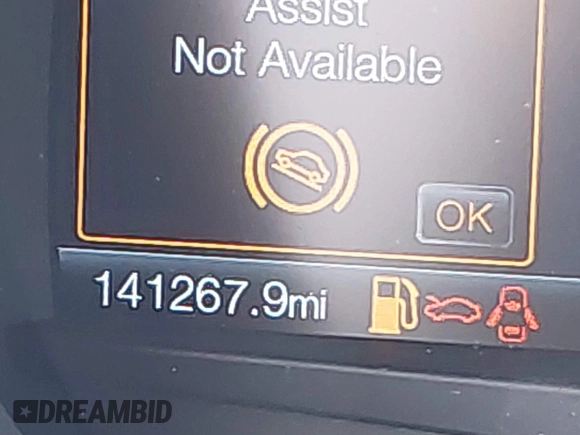 Assist
Not Available
OK
141267.9mi
DREAMBID